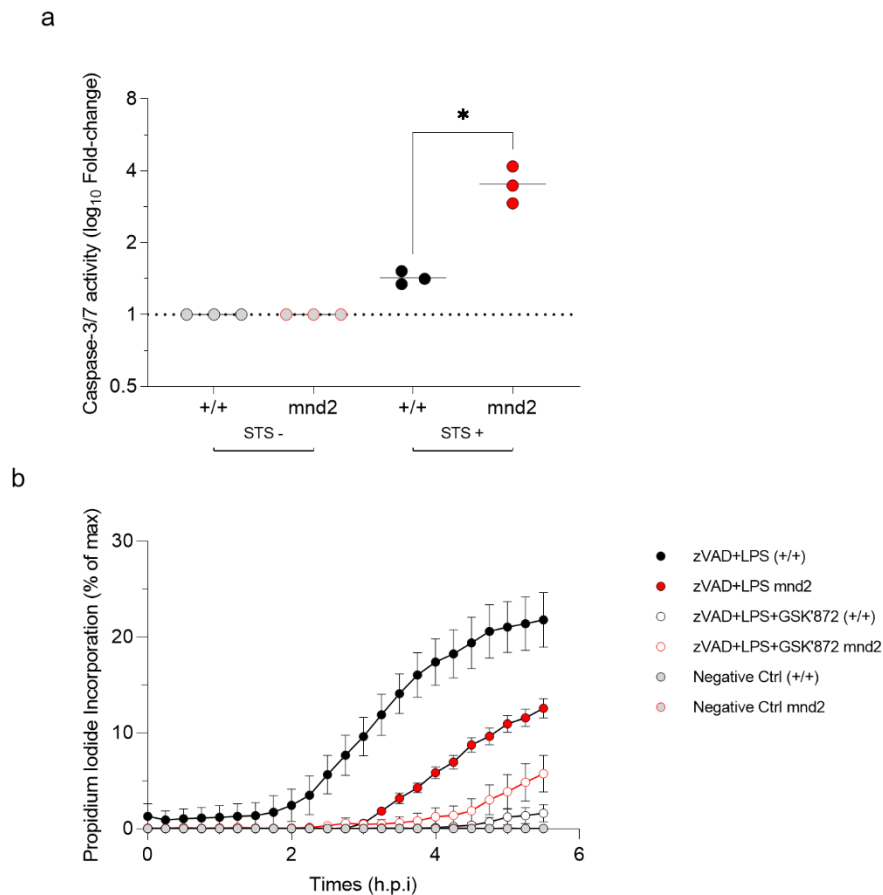 a
Caspase-3/7 activity (log₁₀ Fold-change)
8
4
2
1
0.5
*
+/+ mnd2 +/+ mnd2
STS - STS +
b
Propidium Iodide Incorporation (% of max)
30
20
10
0
0 2 4 6
Times (h.p.i)
zVAD+LPS (+/+)
zVAD+LPS mnd2
zVAD+LPS+GSK'872 (+/+)
zVAD+LPS+GSK'872 mnd2
Negative Ctrl (+/+)
Negative Ctrl mnd2